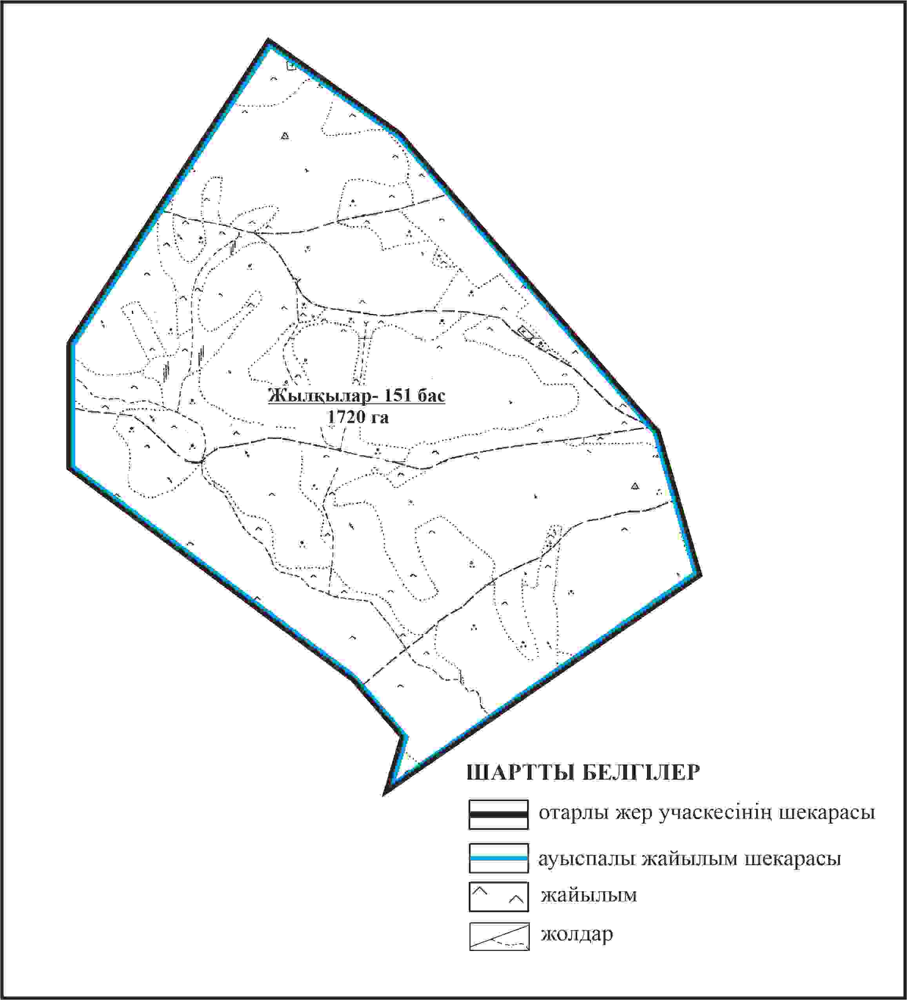 Жылқылар- 151 бас
1720 га
ШАРТТЫ БЕЛГІЛЕР
отарлы жер учаскесінің шекарасы
ауыспалы жайылым шекарасы
жайылым
жолдар